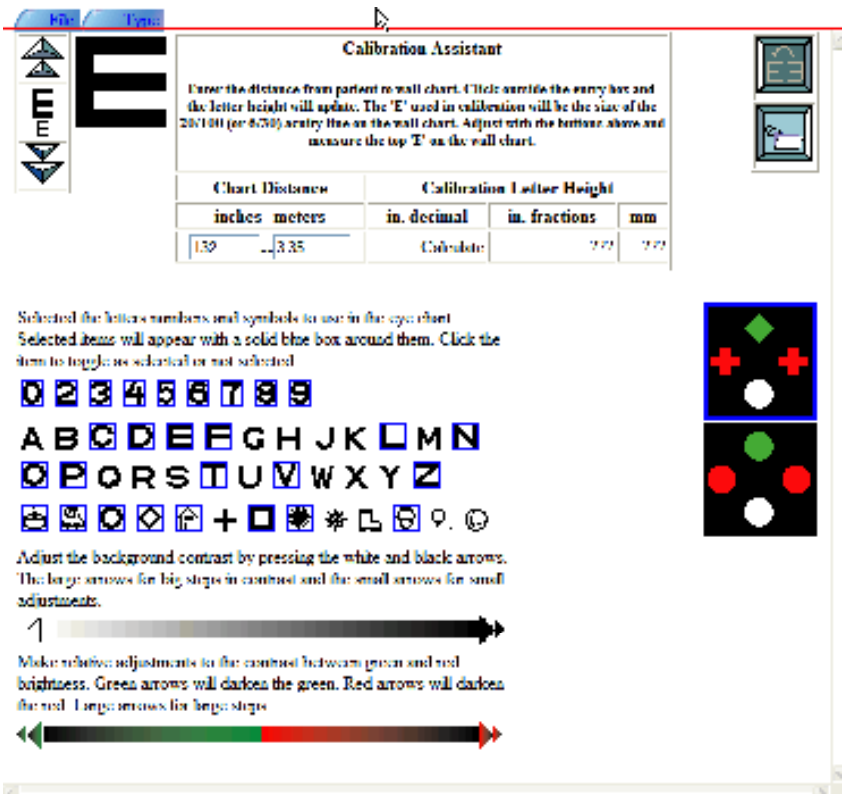 File Type
E
E
E
Calibration Assistant
Enter the distance from patient to wall chart. Click outside the entry box and
the letter height will update. The 'E' used in calibration will be the size of the
20/100 (or 6/30) acuity line on the wall chart. Adjust with the buttons above and
measure the top 'E' on the wall chart.
Chart Distance Calibration Letter Height
inches meters in. decimal in. fractions mm
132 3.35 Calculate ??? ???
Selected the letters numbers and symbols to use in the eye chart
Selected items will appear with a solid blue box around them. Click the
item to toggle as selected or not selected
0 2 3 4 5 6 7 8 9
A B C D E F G H J K L M N
O P Q R S T U V W X Y Z
Adjust the background contrast by pressing the white and black arrows.
The large arrows for big steps in contrast and the small arrows for small
adjustments.
Make relative adjustments to the contrast between green and red
brightness. Green arrows will darken the green. Red arrows will darken
the red. Large arrows for large steps